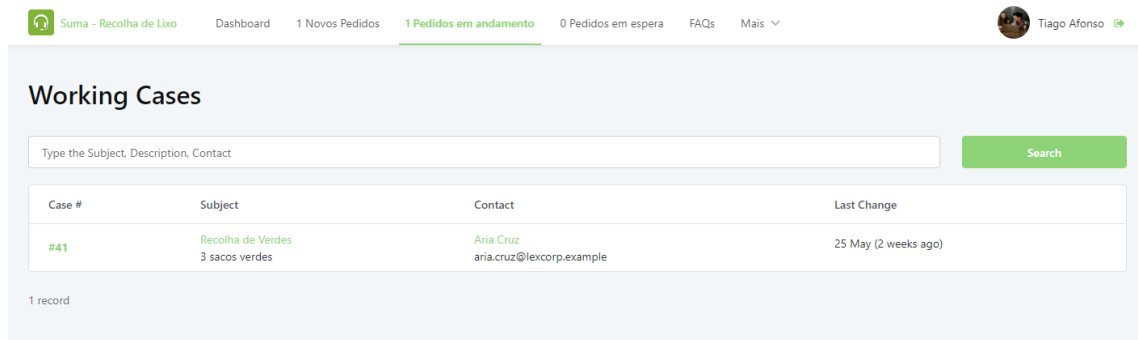 Suma - Recolha de Lixo Dashboard 1 Novos Pedidos 1 Pedidos em andamento 0 Pedidos em espera FAQs Mais Tiago Afonso
Working Cases
Type the Subject, Description, Contact Search
Case # Subject Contact Last Change
#41 Recolha de Verdes Aria Cruz 25 May (2 weeks ago)
3 sacos verdes aria.cruz@lexcorp.example
1 record